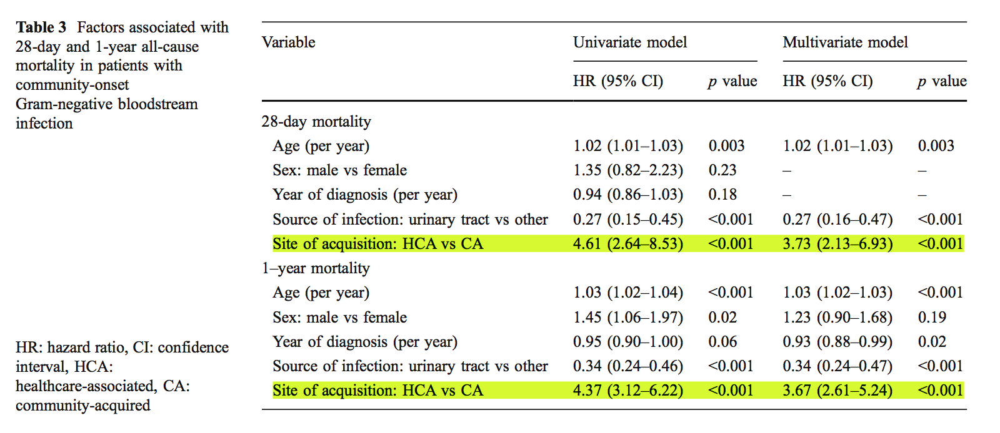 Table 3 Factors associated with
28-day and 1-year all-cause
mortality in patients with
community-onset
Gram-negative bloodstream
infection
HR: hazard ratio, CI: confidence
interval, HCA:
healthcare-associated, CA:
community-acquired
Variable Univariate model Multivariate model
HR (95% CI) p value HR (95% CI) p value
28-day mortality
Age (per year) 1.02 (1.01–1.03) 0.003 1.02 (1.01–1.03) 0.003
Sex: male vs female 1.35 (0.82–2.23) 0.23 – –
Year of diagnosis (per year) 0.94 (0.86–1.03) 0.18 – –
Source of infection: urinary tract vs other 0.27 (0.15–0.45) <0.001 0.27 (0.16–0.47) <0.001
Site of acquisition: HCA vs CA 4.61 (2.64–8.53) <0.001 3.73 (2.13–6.93) <0.001
1–year mortality
Age (per year) 1.03 (1.02–1.04) <0.001 1.03 (1.02–1.03) <0.001
Sex: male vs female 1.45 (1.06–1.97) 0.02 1.23 (0.90–1.68) 0.19
Year of diagnosis (per year) 0.95 (0.90–1.00) 0.06 0.93 (0.88–0.99) 0.02
Source of infection: urinary tract vs other 0.34 (0.24–0.46) <0.001 0.34 (0.24–0.47) <0.001
Site of acquisition: HCA vs CA 4.37 (3.12–6.22) <0.001 3.67 (2.61–5.24) <0.001